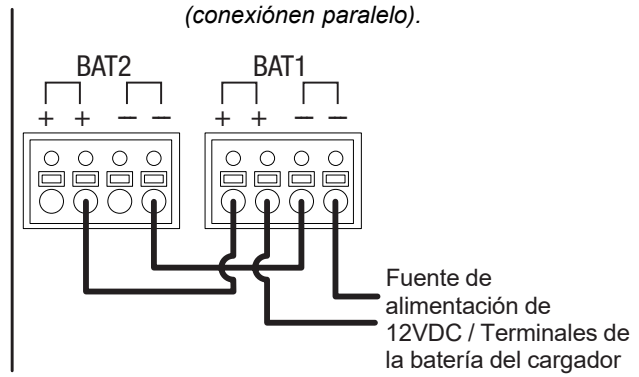 (conexiónen paralelo).
BAT2 BAT1
+ + — — + + — —
Fuente de
alimentación de
12VDC / Terminales de
la batería del cargador